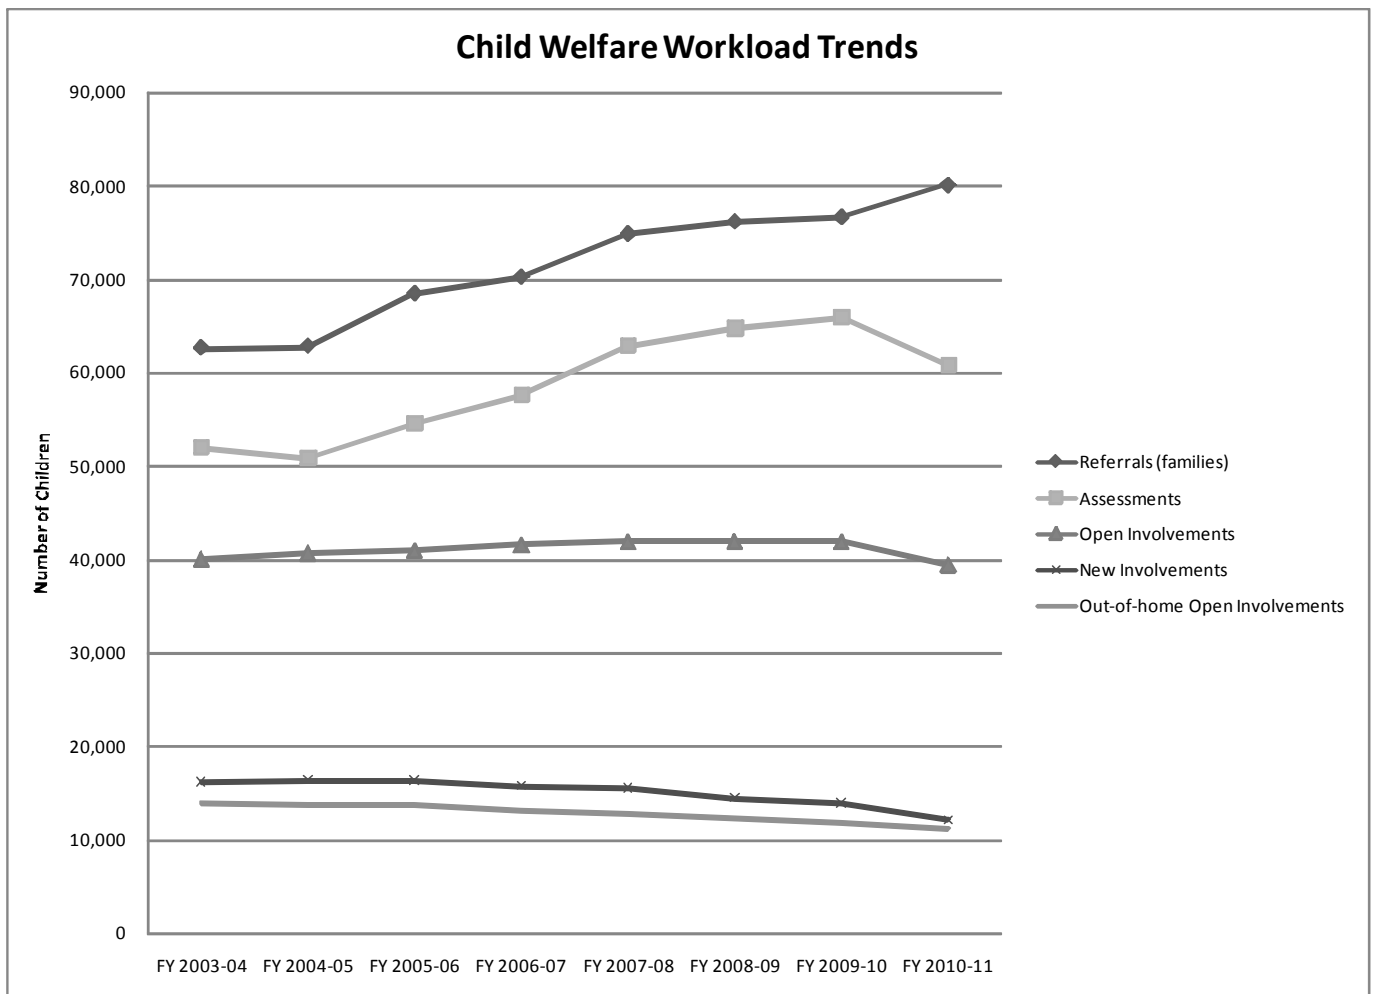 Child Welfare Workload Trends
90,000
80,000
70,000
60,000
50,000
40,000
30,000
20,000
10,000
0
Number of Children
FY 2003-04 FY 2004-05 FY 2005-06 FY 2006-07 FY 2007-08 FY 2008-09 FY 2009-10 FY 2010-11
Referrals (families)
Assessments
Open Involvements
New Involvements
Out-of-home Open Involvements